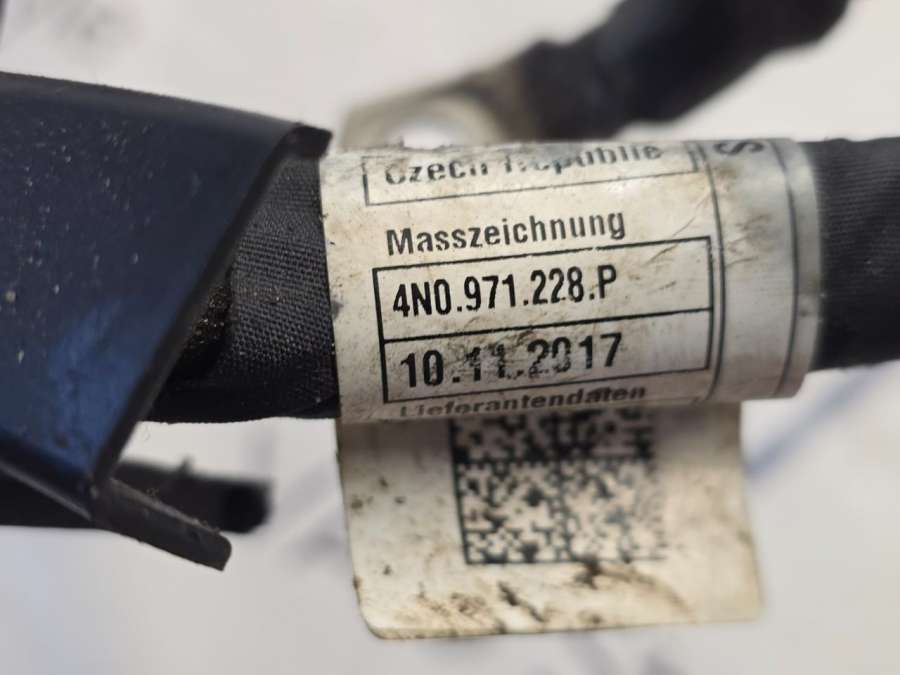 Czech Republic
S
Masszeichnung
4N0.971.228.P
10.11.2017
Lieferantendaten